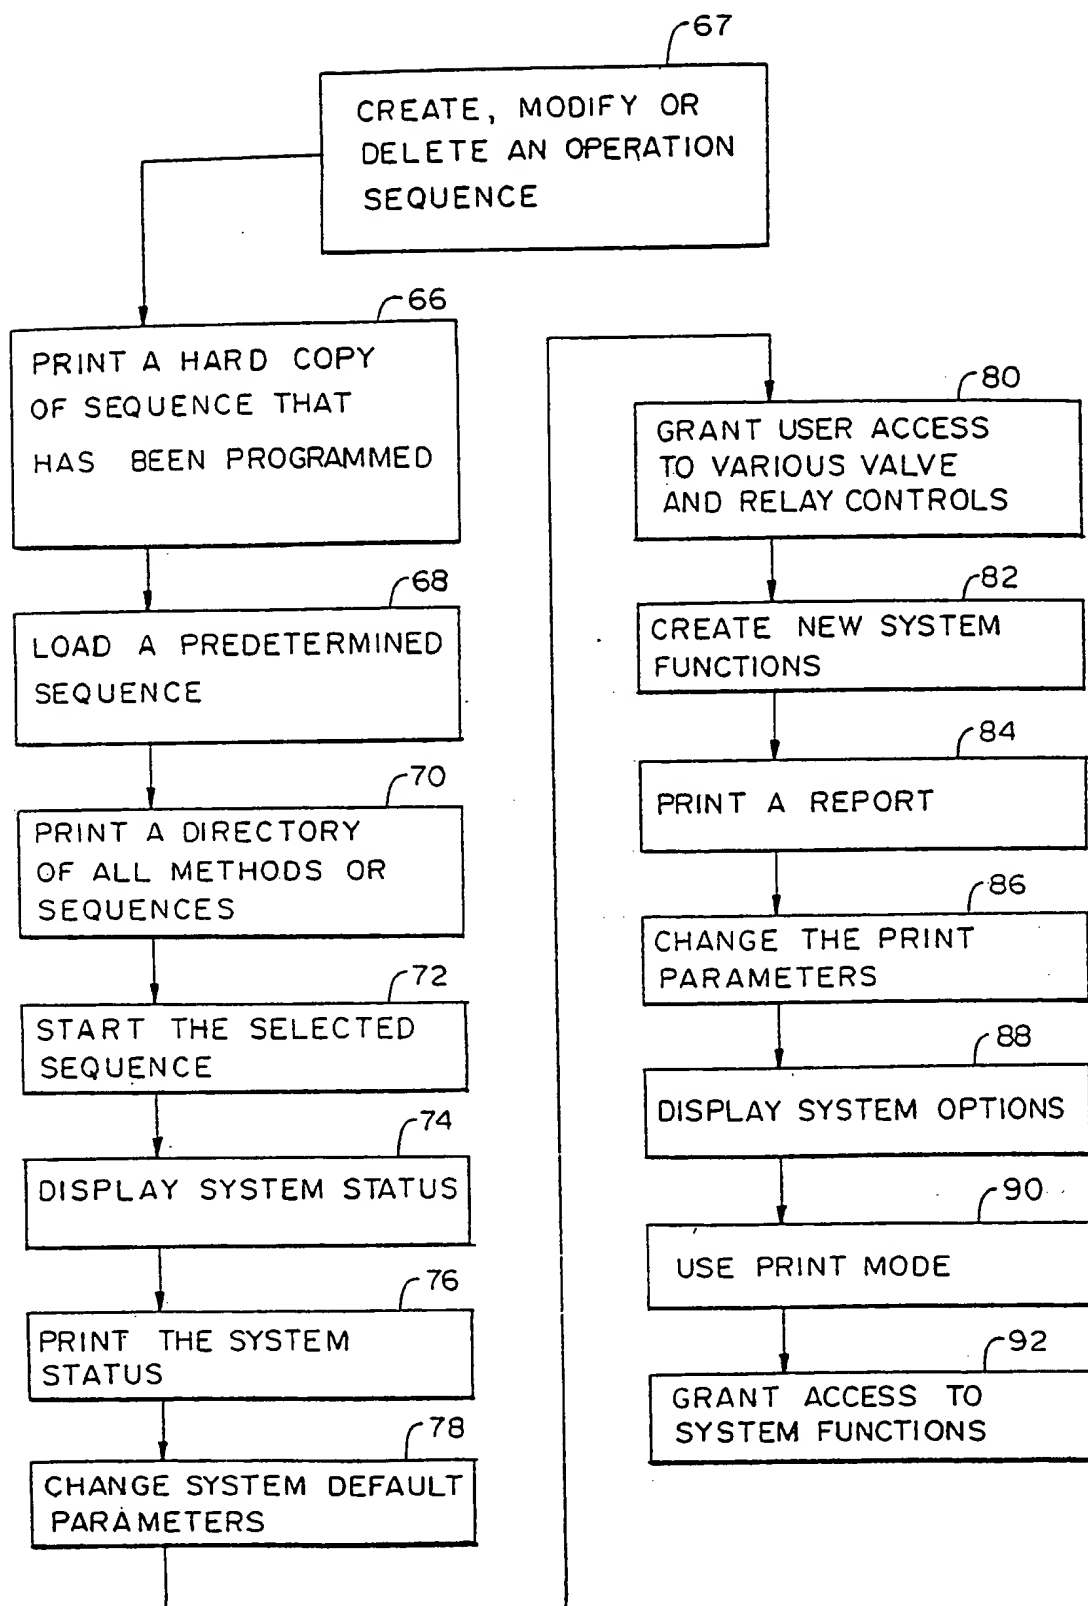 67
CREATE, MODIFY OR
DELETE AN OPERATION
SEQUENCE
66
PRINT A HARD COPY
OF SEQUENCE THAT
HAS BEEN PROGRAMMED
68
LOAD A PREDETERMINED
SEQUENCE
70
PRINT A DIRECTORY
OF ALL METHODS OR
SEQUENCES
72
START THE SELECTED
SEQUENCE
74
DISPLAY SYSTEM STATUS
76
PRINT THE SYSTEM
STATUS
78
CHANGE SYSTEM DEFAULT
PARAMETERS
80
GRANT USER ACCESS
TO VARIOUS VALVE
AND RELAY CONTROLS
82
CREATE NEW SYSTEM
FUNCTIONS
84
PRINT A REPORT
86
CHANGE THE PRINT
PARAMETERS
88
DISPLAY SYSTEM OPTIONS
90
USE PRINT MODE
92
GRANT ACCESS TO
SYSTEM FUNCTIONS